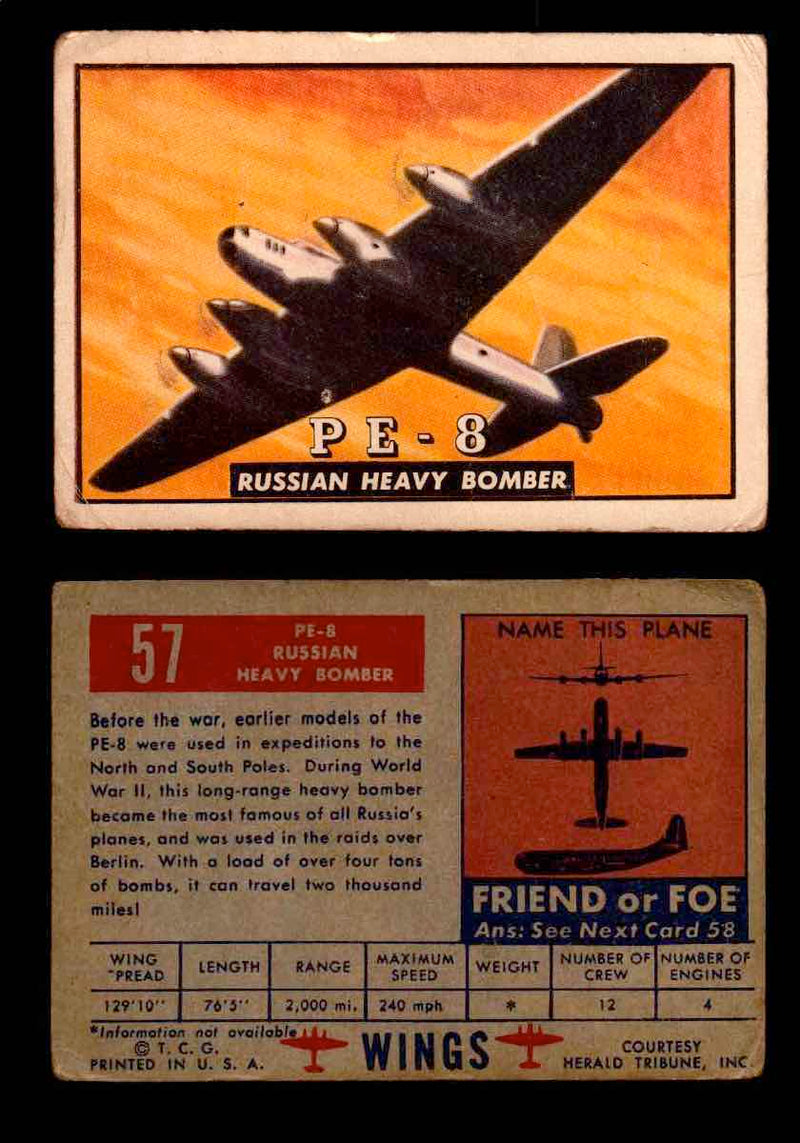 PE-8
RUSSIAN HEAVY BOMBER
57
PE-8
RUSSIAN
HEAVY BOMBER
Before the war, earlier models of the
PE-8 were used in expeditions to the
North and South Poles. During World
War II, this long-range heavy bomber
became the most famous of all Russia's
planes, and was used in the raids over
Berlin. With a load of over four tons
of bombs, it can travel two thousand
miles!
NAME THIS PLANE
FRIEND or FOE
Ans: See Next Card 58
WING LENGTH RANGE MAXIMUM WEIGHT NUMBER OF NUMBER OF
"PREAD SPEED CREW ENGINES
129'10" 76'5" 2,000 mi. 240 mph * 12 4
*Information not available
© T. C. G.
PRINTED IN U. S. A.
WINGS
COURTESY
HERALD TRIBUNE, INC.